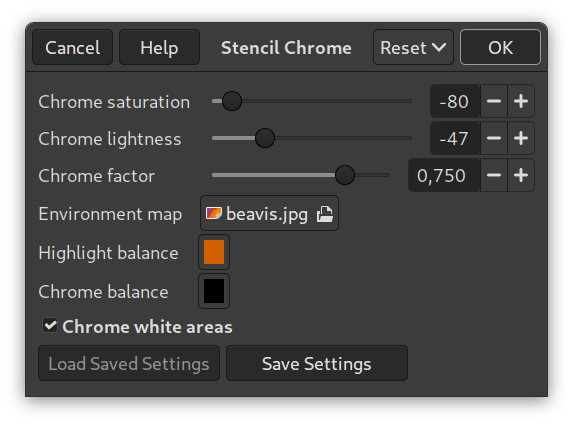 Cancel Help Stencil Chrome Reset OK
Chrome saturation -80
Chrome lightness -47
Chrome factor 0,750
Environment map beavis.jpg
Highlight balance
Chrome balance
Chrome white areas
Load Saved Settings Save Settings